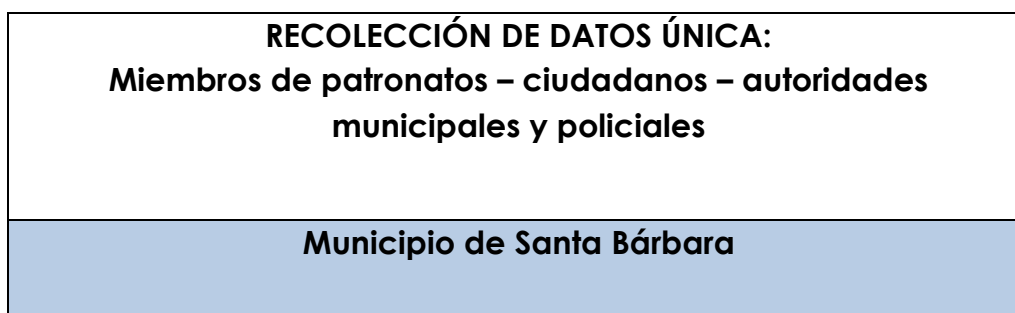 RECOLECCIÓN DE DATOS ÚNICA:
Miembros de patronatos – ciudadanos – autoridades
municipales y policiales
Municipio de Santa Bárbara